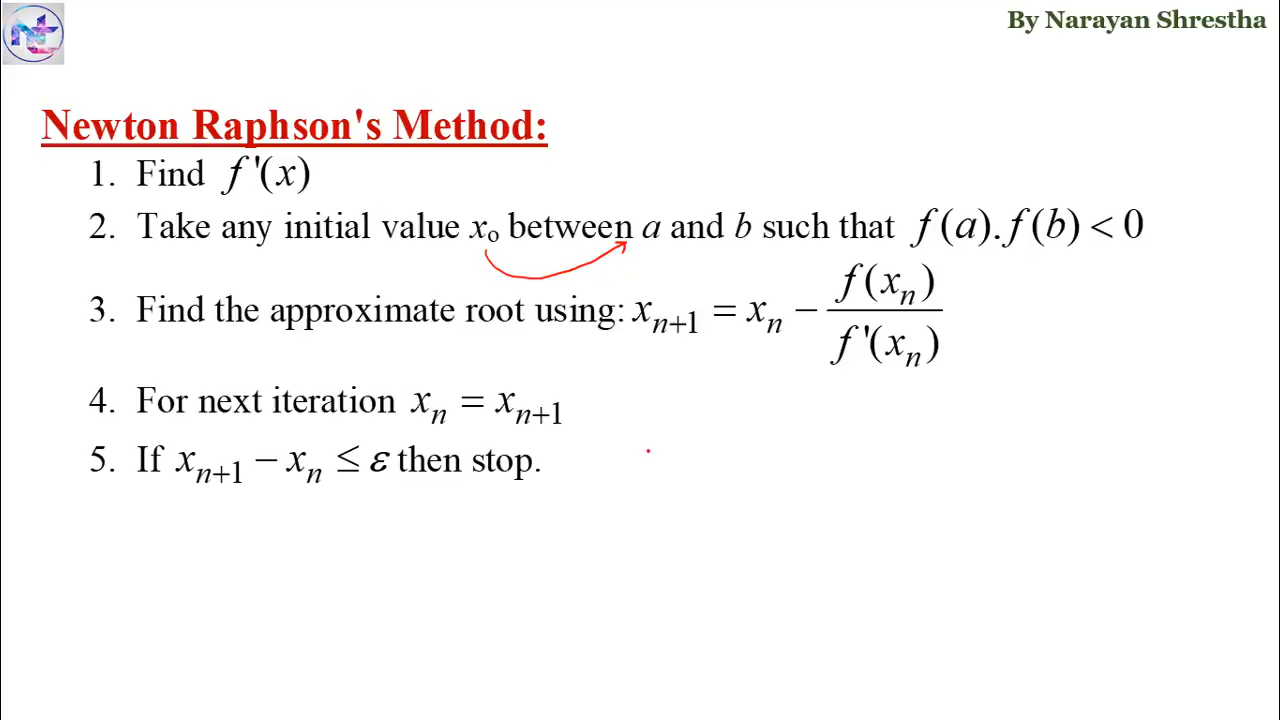 By Narayan Shrestha
Newton Raphson's Method:
1. Find f '(x)
2. Take any initial value xₒ between a and b such that f(a).f(b) < 0
3. Find the approximate root using: xₙ₊₁ = xₙ − f(xₙ) / f '(xₙ)
4. For next iteration xₙ = xₙ₊₁
5. If xₙ₊₁ − xₙ ≤ ε then stop.